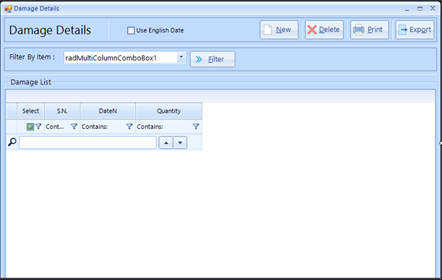 Damage Details
Damage Details Use English Date New Delete Print Export
Filter By Item : radMultiColumnComboBox1 Filter
Damage List
Select S.N. DateN Quantity
Cont... Contains: Contains: